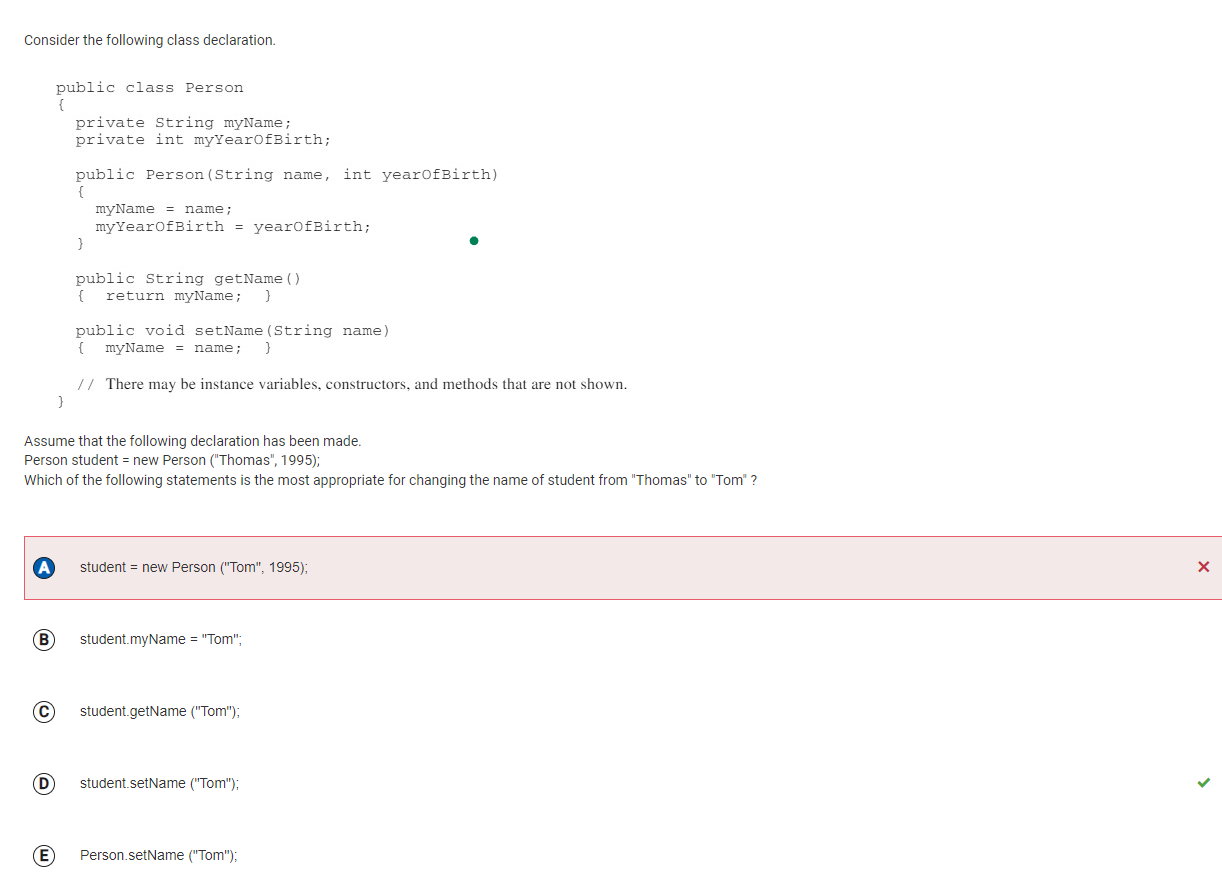 Consider the following class declaration.
public class Person
{
private String myName;
private int myYearOfBirth;
public Person(String name, int yearOfBirth)
{
myName = name;
myYearOfBirth = yearOfBirth;
}
public String getName()
{ return myName; }
public void setName(String name)
{ myName = name; }
// There may be instance variables, constructors, and methods that are not shown.
}
Assume that the following declaration has been made.
Person student = new Person ("Thomas", 1995);
Which of the following statements is the most appropriate for changing the name of student from "Thomas" to "Tom" ?
A student = new Person ("Tom", 1995);
B student.myName = "Tom";
C student.getName ("Tom");
D student.setName ("Tom");
E Person.setName ("Tom");